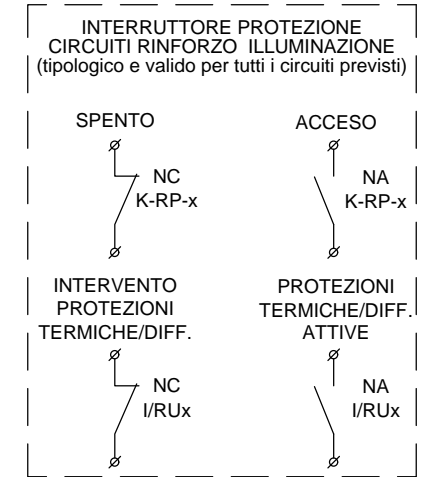 INTERRUTTORE PROTEZIONE
CIRCUITI RINFORZO ILLUMINAZIONE
(tipologico e valido per tutti i circuiti previsti)
SPENTO
NC
K-RP-x
ACCESO
NA
K-RP-x
INTERVENTO
PROTEZIONI
TERMICHE/DIFF.
NC
I/RUx
PROTEZIONI
TERMICHE/DIFF.
ATTIVE
NA
I/RUx